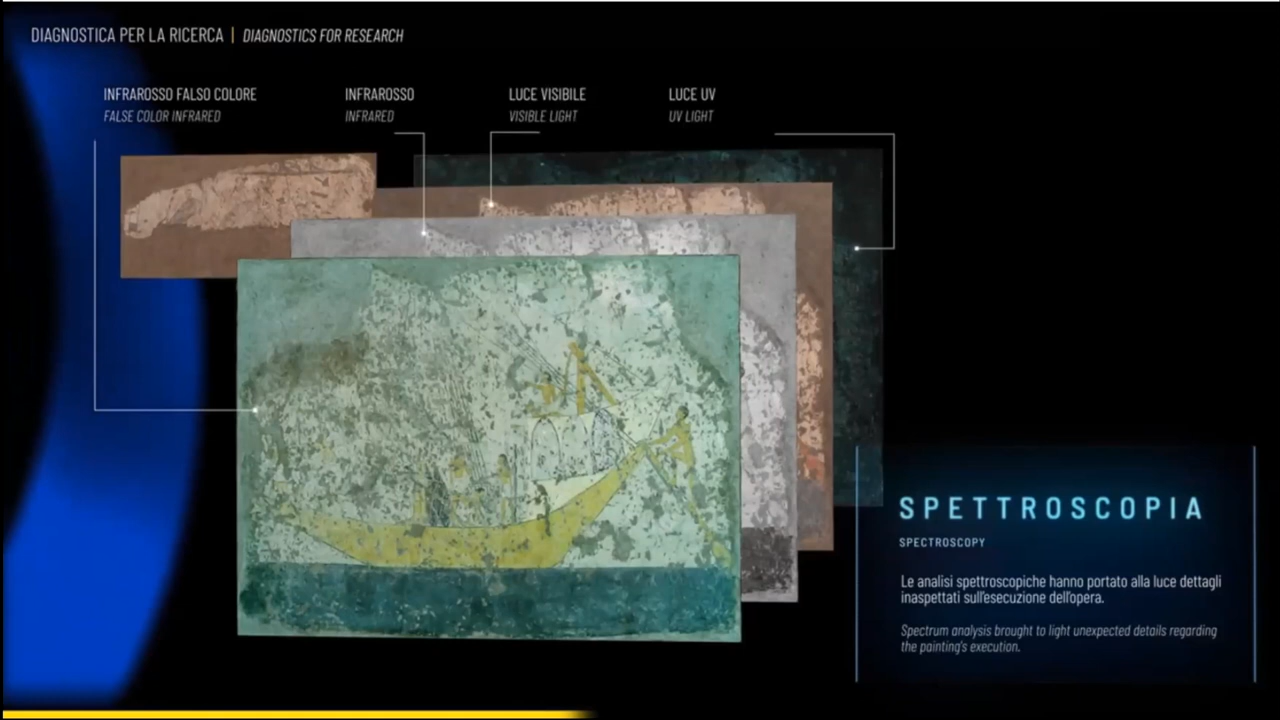 DIAGNOSTICA PER LA RICERCA | DIAGNOSTICS FOR RESEARCH
INFRAROSSO FALSO COLORE
FALSE COLOR INFRARED
INFRAROSSO
INFRARED
LUCE VISIBILE
VISIBLE LIGHT
LUCE UV
UV LIGHT
SPETTROSCOPIA
SPECTROSCOPY
Le analisi spettroscopiche hanno portato alla luce dettagli
inaspettati sull'esecuzione dell'opera.
Spectrum analysis brought to light unexpected details regarding
the painting's execution.